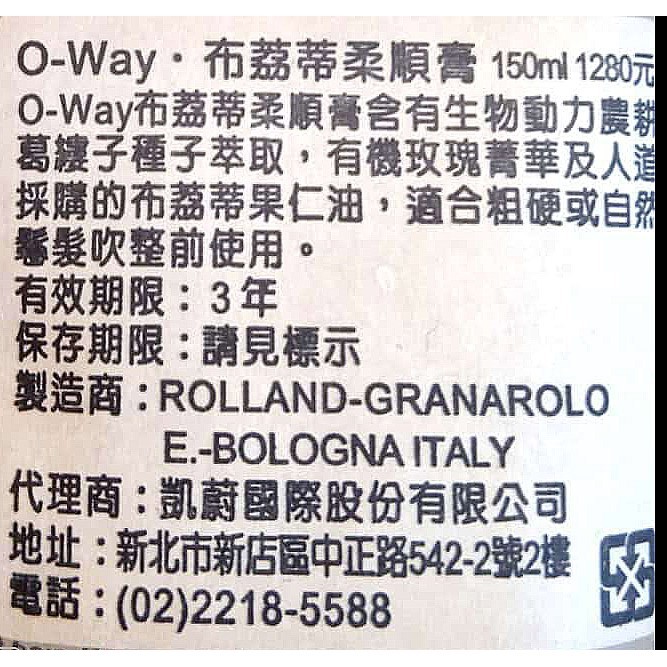 O-Way·布荔蒂柔順膏 150ml 1280元
O-Way布荔蒂柔順膏含有生物動力農耕
葛縷子種子萃取，有機玫瑰菁華及人道
採購的布荔蒂果仁油，適合粗硬或自然
鬈髮吹整前使用。
有效期限：3年
保存期限：請見標示
製造商：ROLLAND-GRANAROLO
E.-BOLOGNA ITALY
代理商：凱蔚國際股份有限公司
地址：新北市新店區中正路542-2號2樓
電話：(02)2218-5588